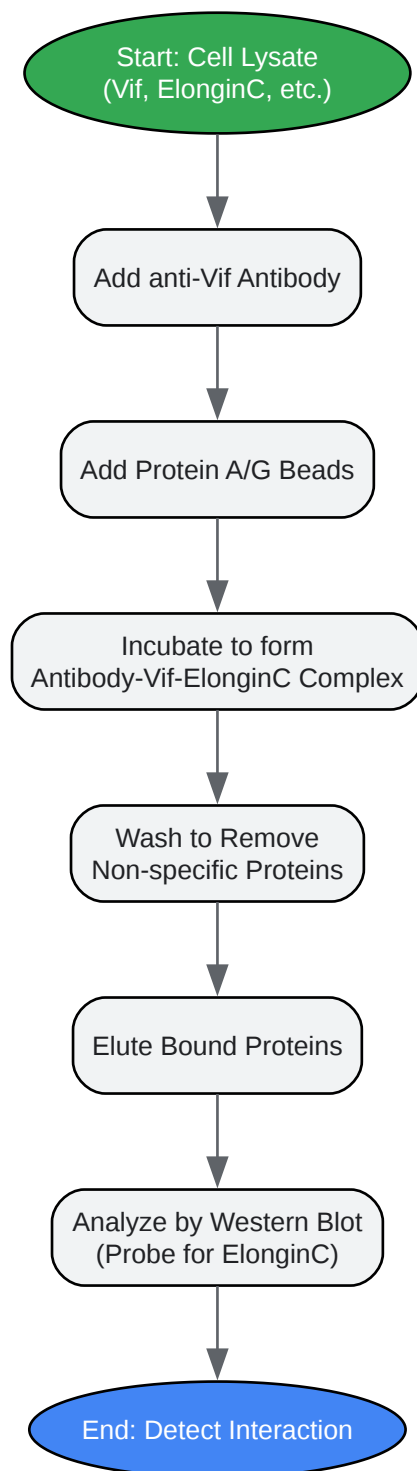 Start: Cell Lysate
(Vif, ElonginC, etc.)
Add anti-Vif Antibody
Add Protein A/G Beads
Incubate to form
Antibody-Vif-ElonginC Complex
Wash to Remove
Non-specific Proteins
Elute Bound Proteins
Analyze by Western Blot
(Probe for ElonginC)
End: Detect Interaction